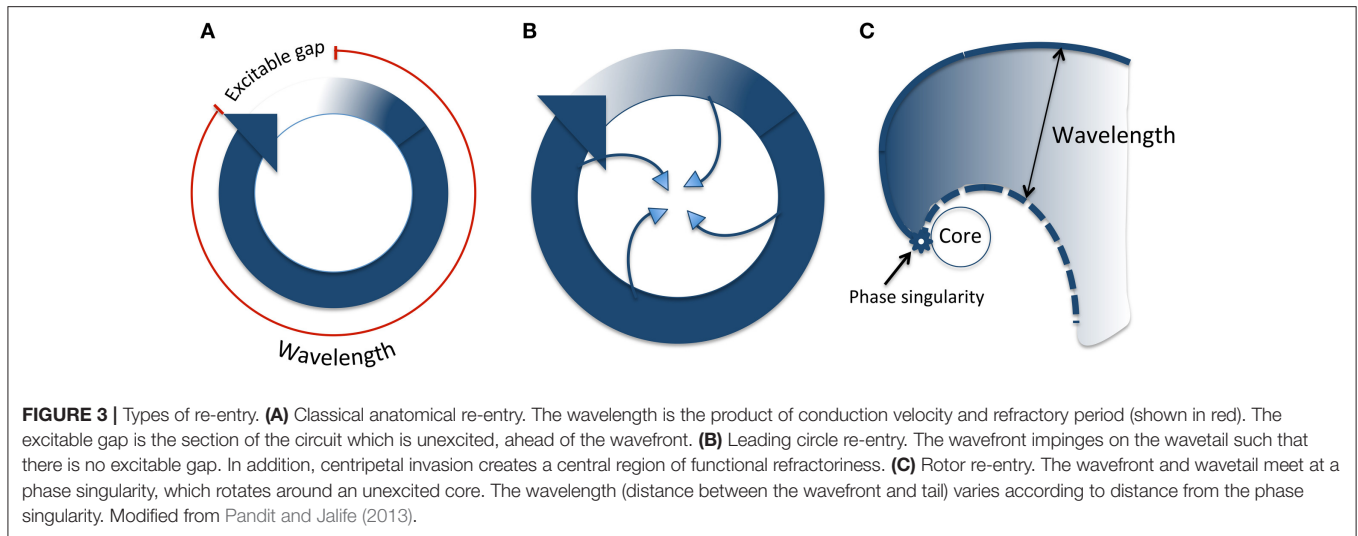 A
B
C
Excitable gap
Wavelength
Wavelength
Core
Phase singularity
FIGURE 3 | Types of re-entry. (A) Classical anatomical re-entry. The wavelength is the product of conduction velocity and refractory period (shown in red). The
excitable gap is the section of the circuit which is unexcited, ahead of the wavefront. (B) Leading circle re-entry. The wavefront impinges on the wavetail such that
there is no excitable gap. In addition, centripetal invasion creates a central region of functional refractoriness. (C) Rotor re-entry. The wavefront and wavetail meet at a
phase singularity, which rotates around an unexcited core. The wavelength (distance between the wavefront and tail) varies according to distance from the phase
singularity. Modified from Pandit and Jalife (2013).